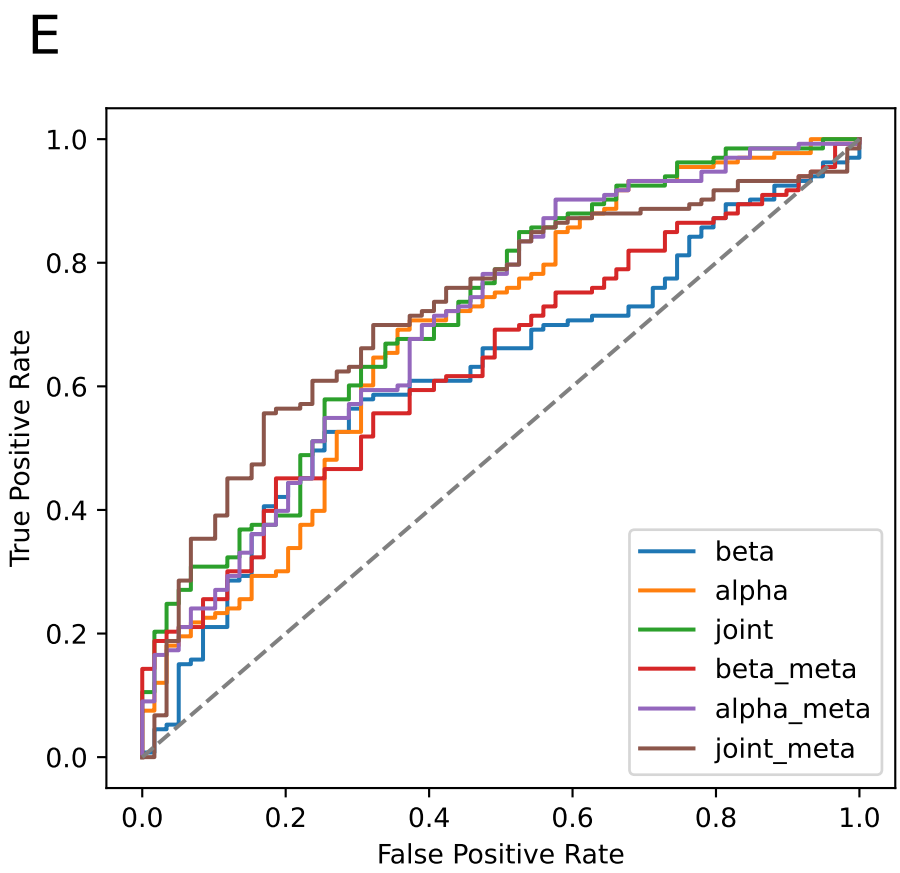 E
True Positive Rate
1.0
0.8
0.6
0.4
0.2
0.0
0.0 0.2 0.4 0.6 0.8 1.0
False Positive Rate
beta
alpha
joint
beta_meta
alpha_meta
joint_meta